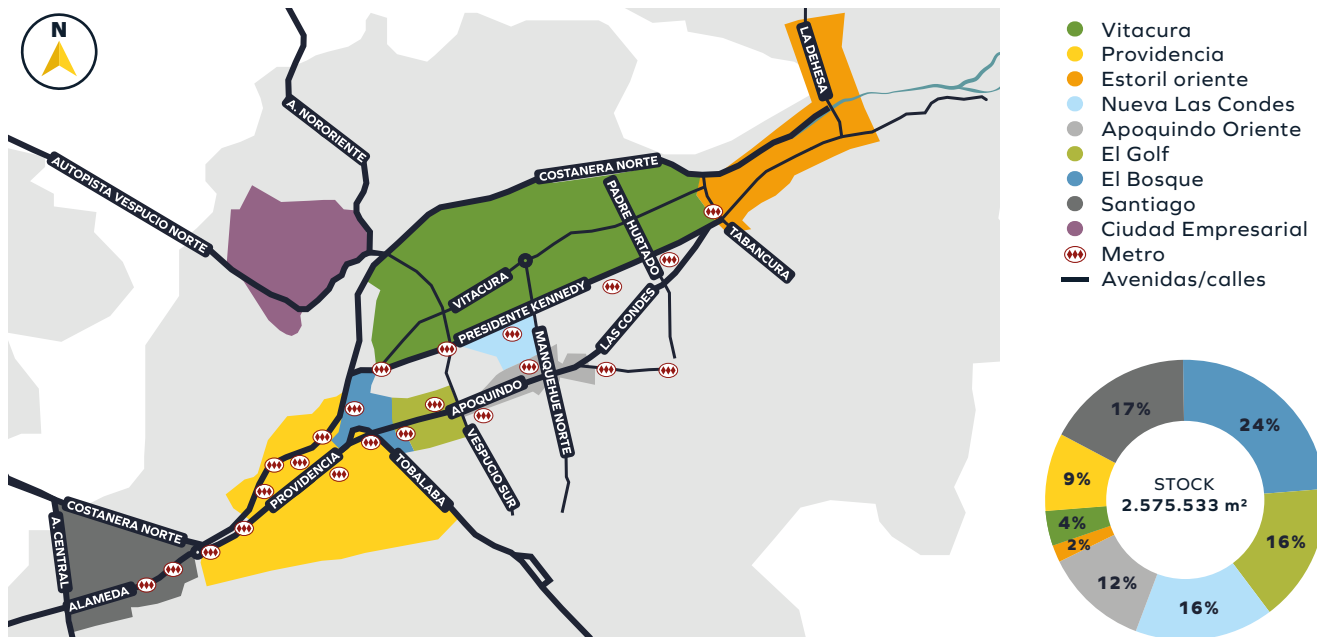 N
A. NORORIENTE
AUTOPISTA VESPUCIO NORTE
COSTANERA NORTE
LA DEHESA
PADRE HURTADO
TABANCURA
VITACURA
PRESIDENTE KENNEDY
LAS CONDES
MANQUEHUE NORTE
APOQUINDO
VESPUCIO SUR
TOBALABA
PROVIDENCIA
COSTANERA NORTE
A. CENTRAL
ALAMEDA
Vitacura
Providencia
Estoril oriente
Nueva Las Condes
Apoquindo Oriente
El Golf
El Bosque
Santiago
Ciudad Empresarial
Metro
Avenidas/calles
17%
24%
9%
4%
2%
12%
16%
16%
STOCK
2.575.533 m²